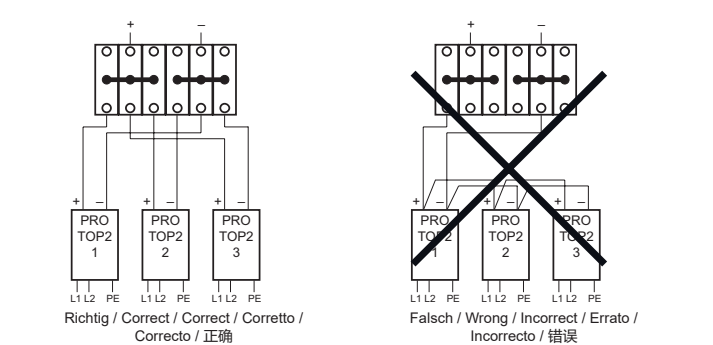 + –
+ –
+ – + – + –
+ – + – + –
PRO PRO PRO
TOP2 TOP2 TOP2
1 2 3
PRO PRO PRO
TOP2 TOP2 TOP2
1 2 3
L1 L2 PE L1 L2 PE L1 L2 PE
L1 L2 PE L1 L2 PE L1 L2 PE
Richtig / Correct / Correct / Corretto /
Correcto / 正确
Falsch / Wrong / Incorrect / Errato /
Incorrecto / 错误